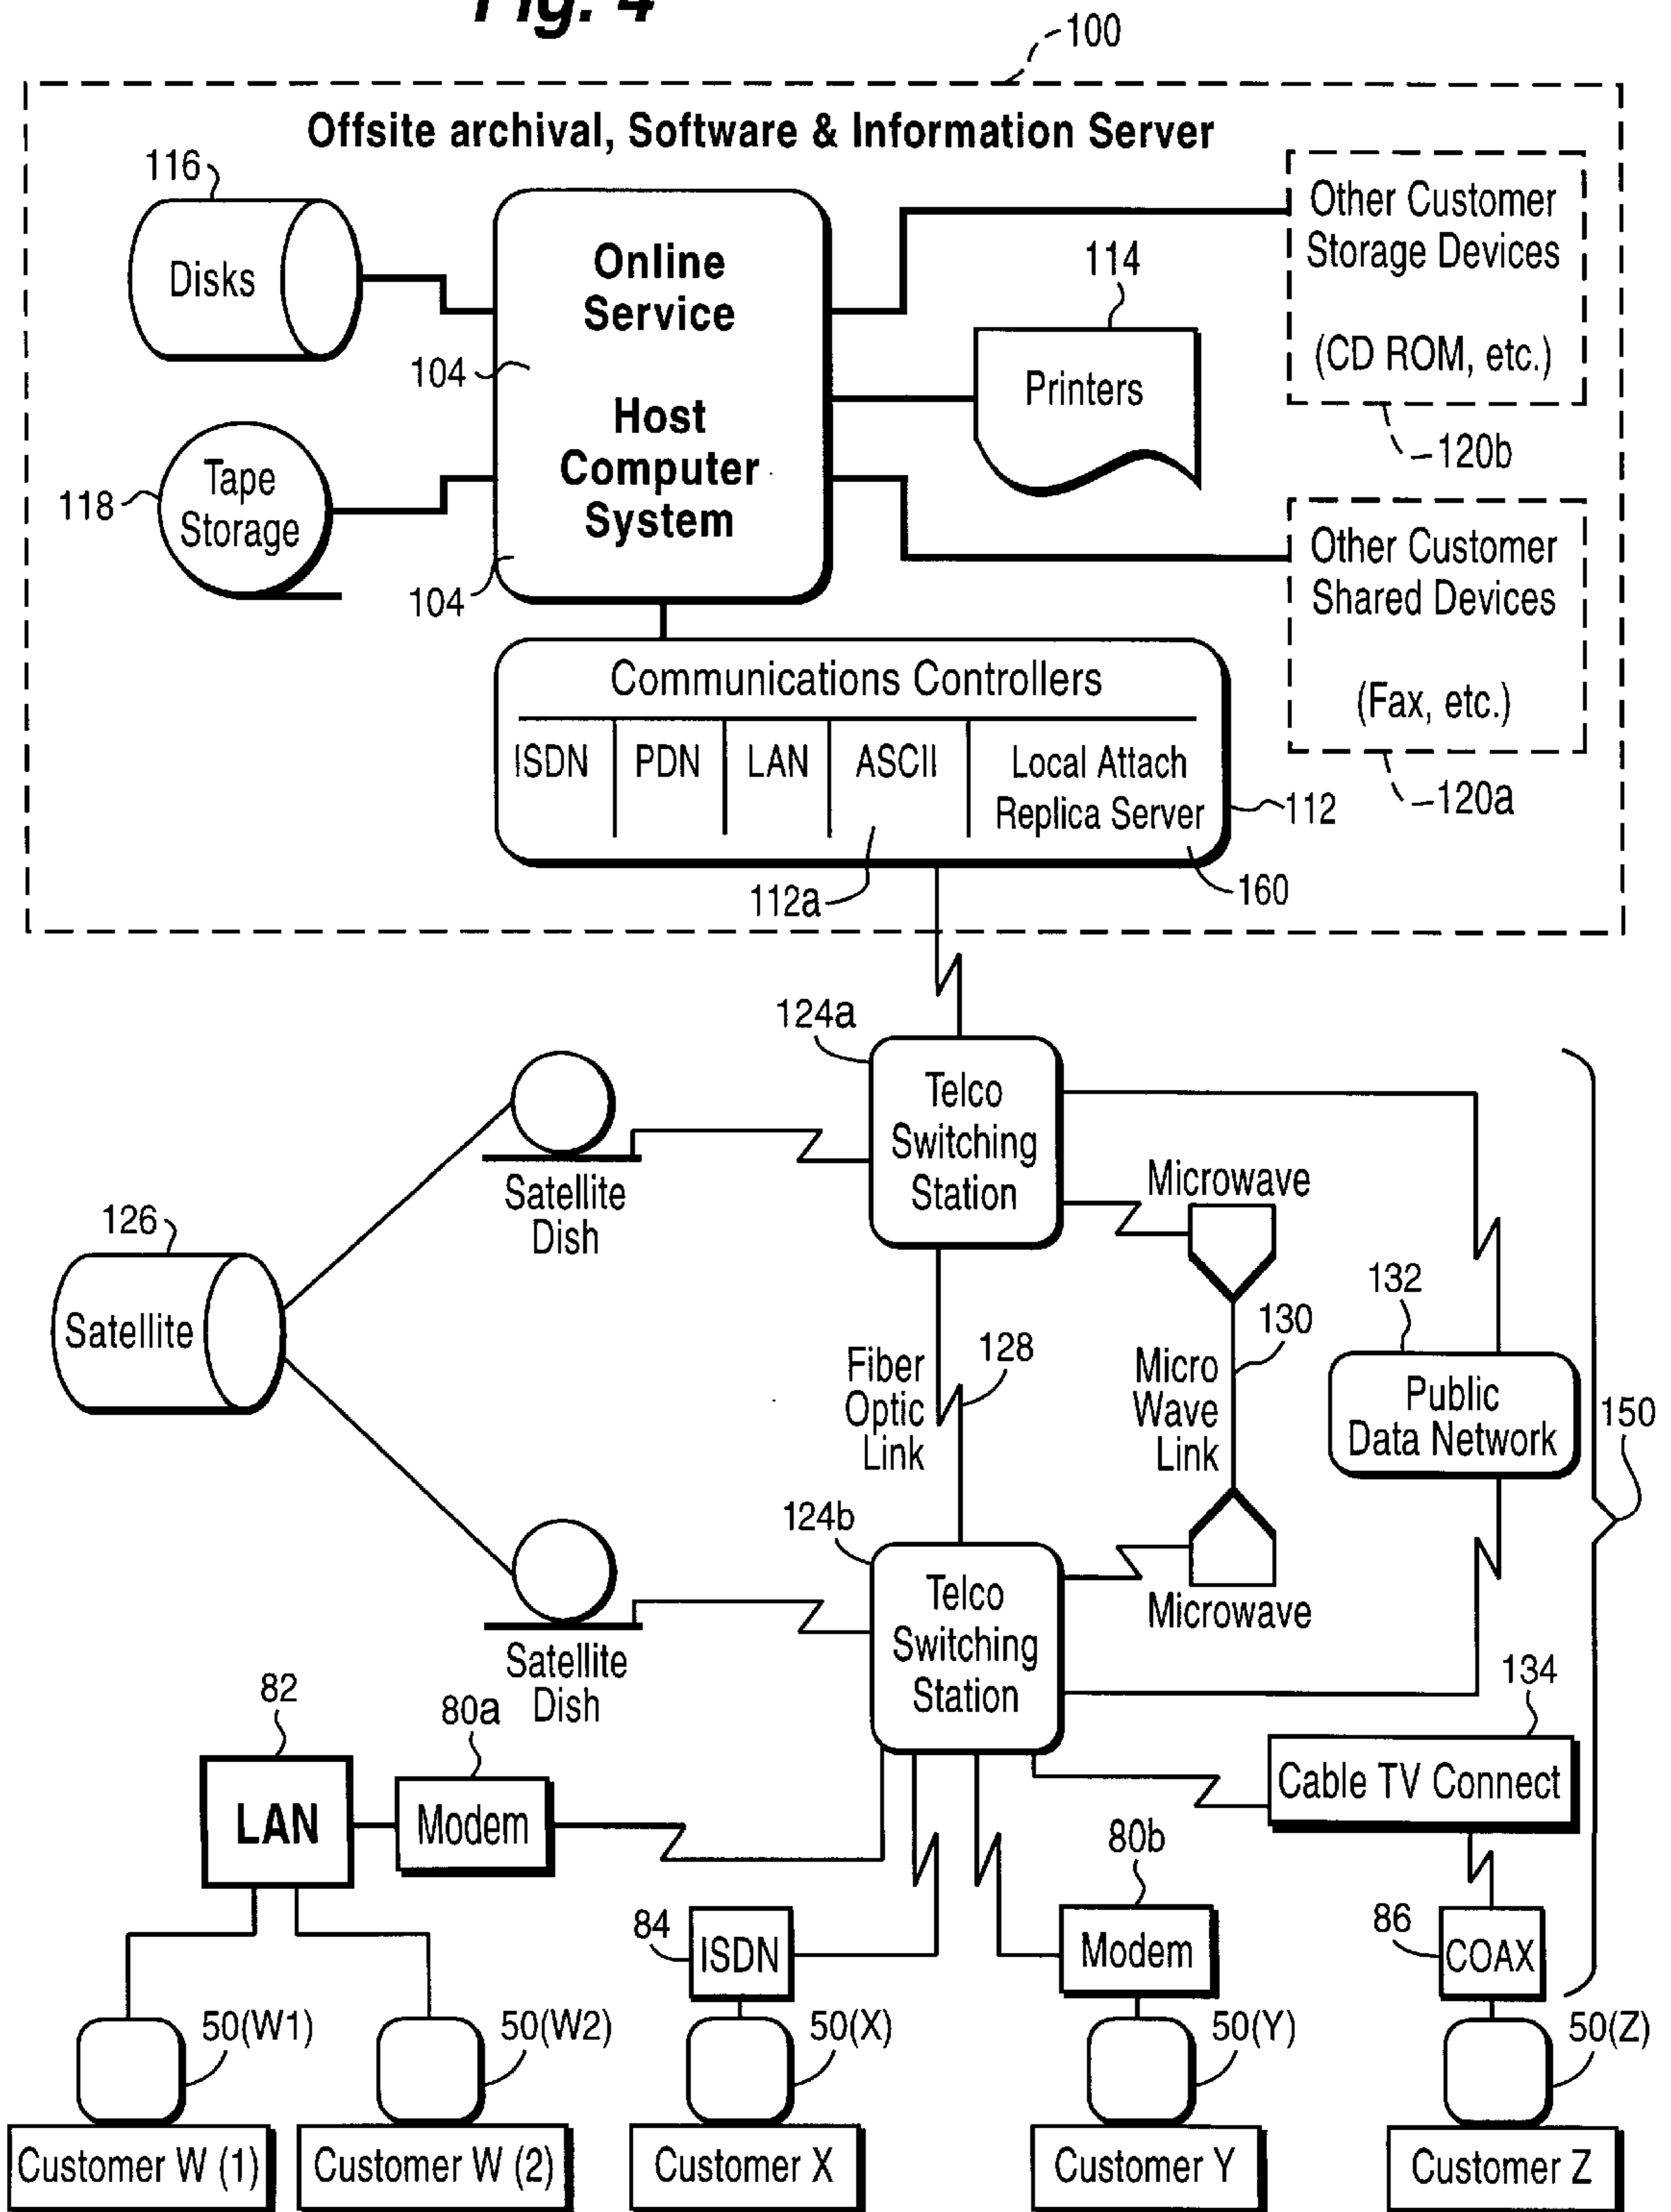 Fig. 4
100
Offsite archival, Software & Information Server
116
Disks
Online
Service
104
Host
Computer
System
104
118
Tape
Storage
114
Printers
Other Customer
Storage Devices
(CD ROM, etc.)
120b
Other Customer
Shared Devices
(Fax, etc.)
120a
Communications Controllers
ISDN
PDN
LAN
ASCII
Local Attach
Replica Server
112
112a
160
124a
Telco
Switching
Station
Satellite
Dish
126
Satellite
Microwave
132
130
128
Fiber
Optic
Link
Micro
Wave
Link
Public
Data Network
150
124b
Telco
Switching
Station
Microwave
Satellite
Dish
134
Cable TV Connect
82
LAN
80a
Modem
84
ISDN
80b
Modem
86
COAX
50(W1)
50(W2)
50(X)
50(Y)
50(Z)
Customer W (1)
Customer W (2)
Customer X
Customer Y
Customer Z